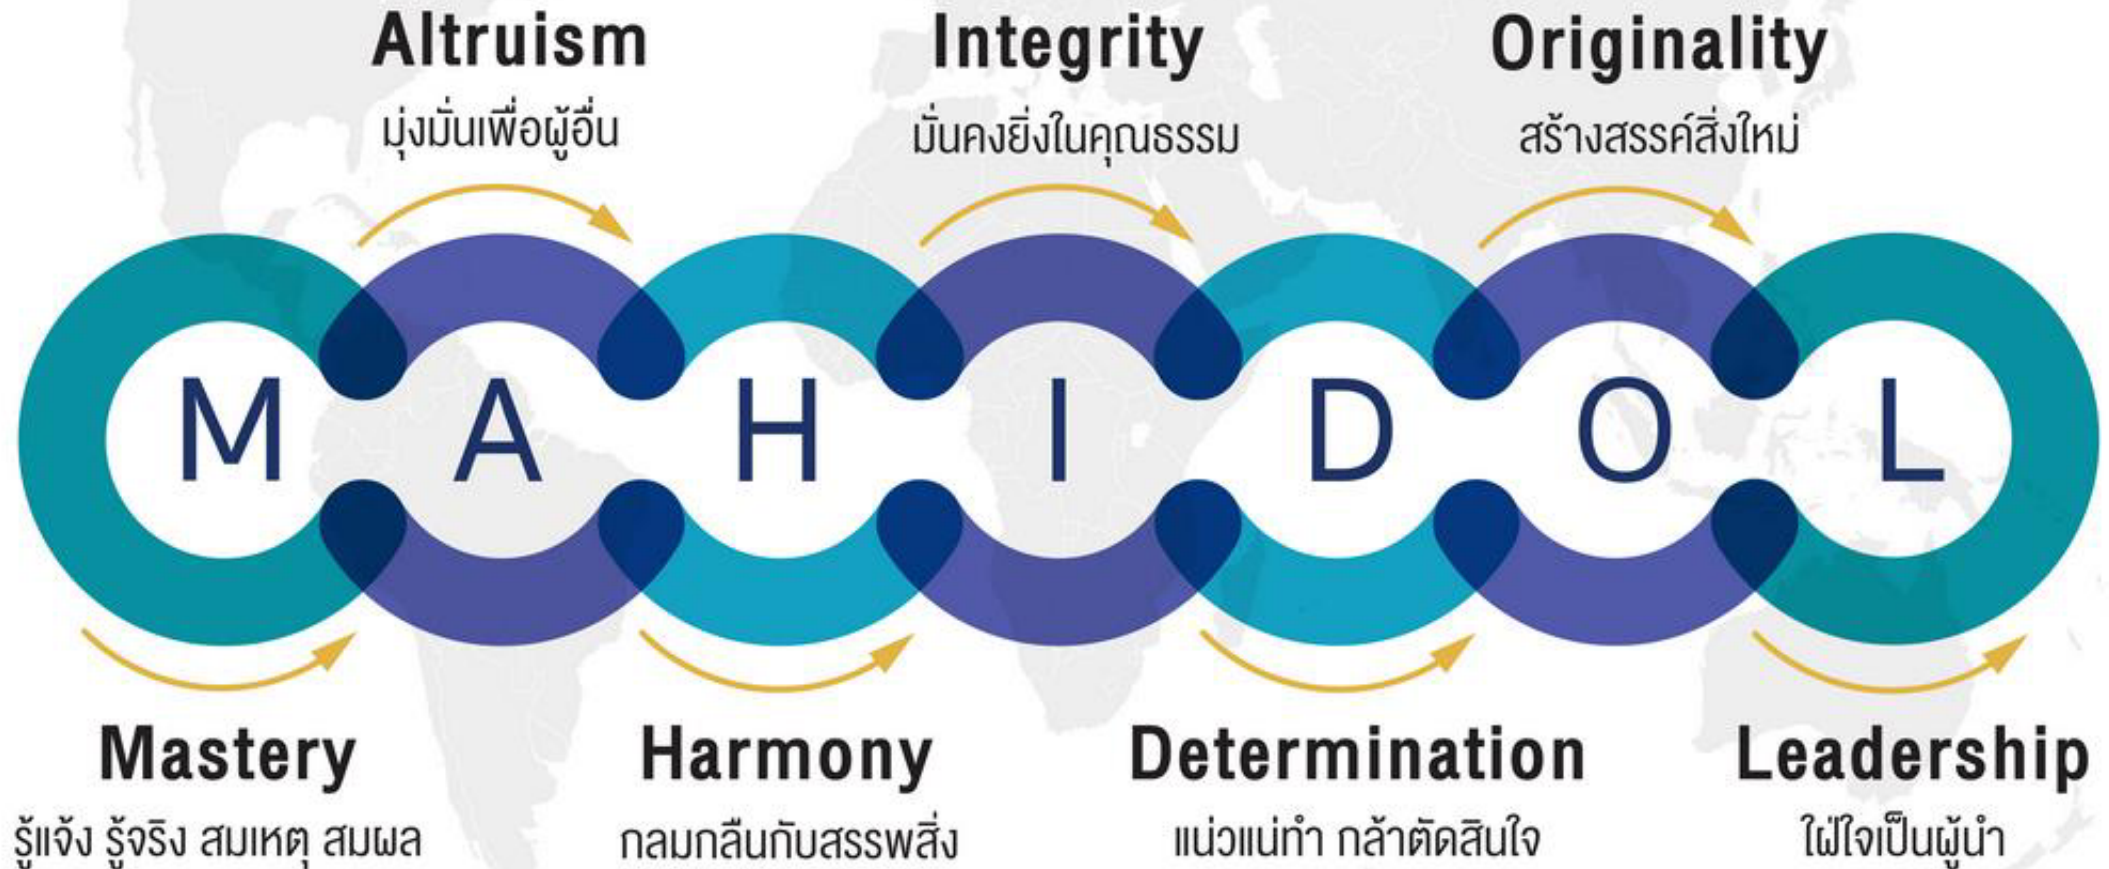 Altruism
มุ่งมั่นเพื่อผู้อื่น
Integrity
มั่นคงยิ่งในคุณธรรม
Originality
สร้างสรรค์สิ่งใหม่
M A H I D O L
Mastery
รู้แจ้ง รู้จริง สมเหตุ สมผล
Harmony
กลมกลืนกับสรรพสิ่ง
Determination
แน่วแน่ทำ กล้าตัดสินใจ
Leadership
ใฝ่ใจเป็นผู้นำ